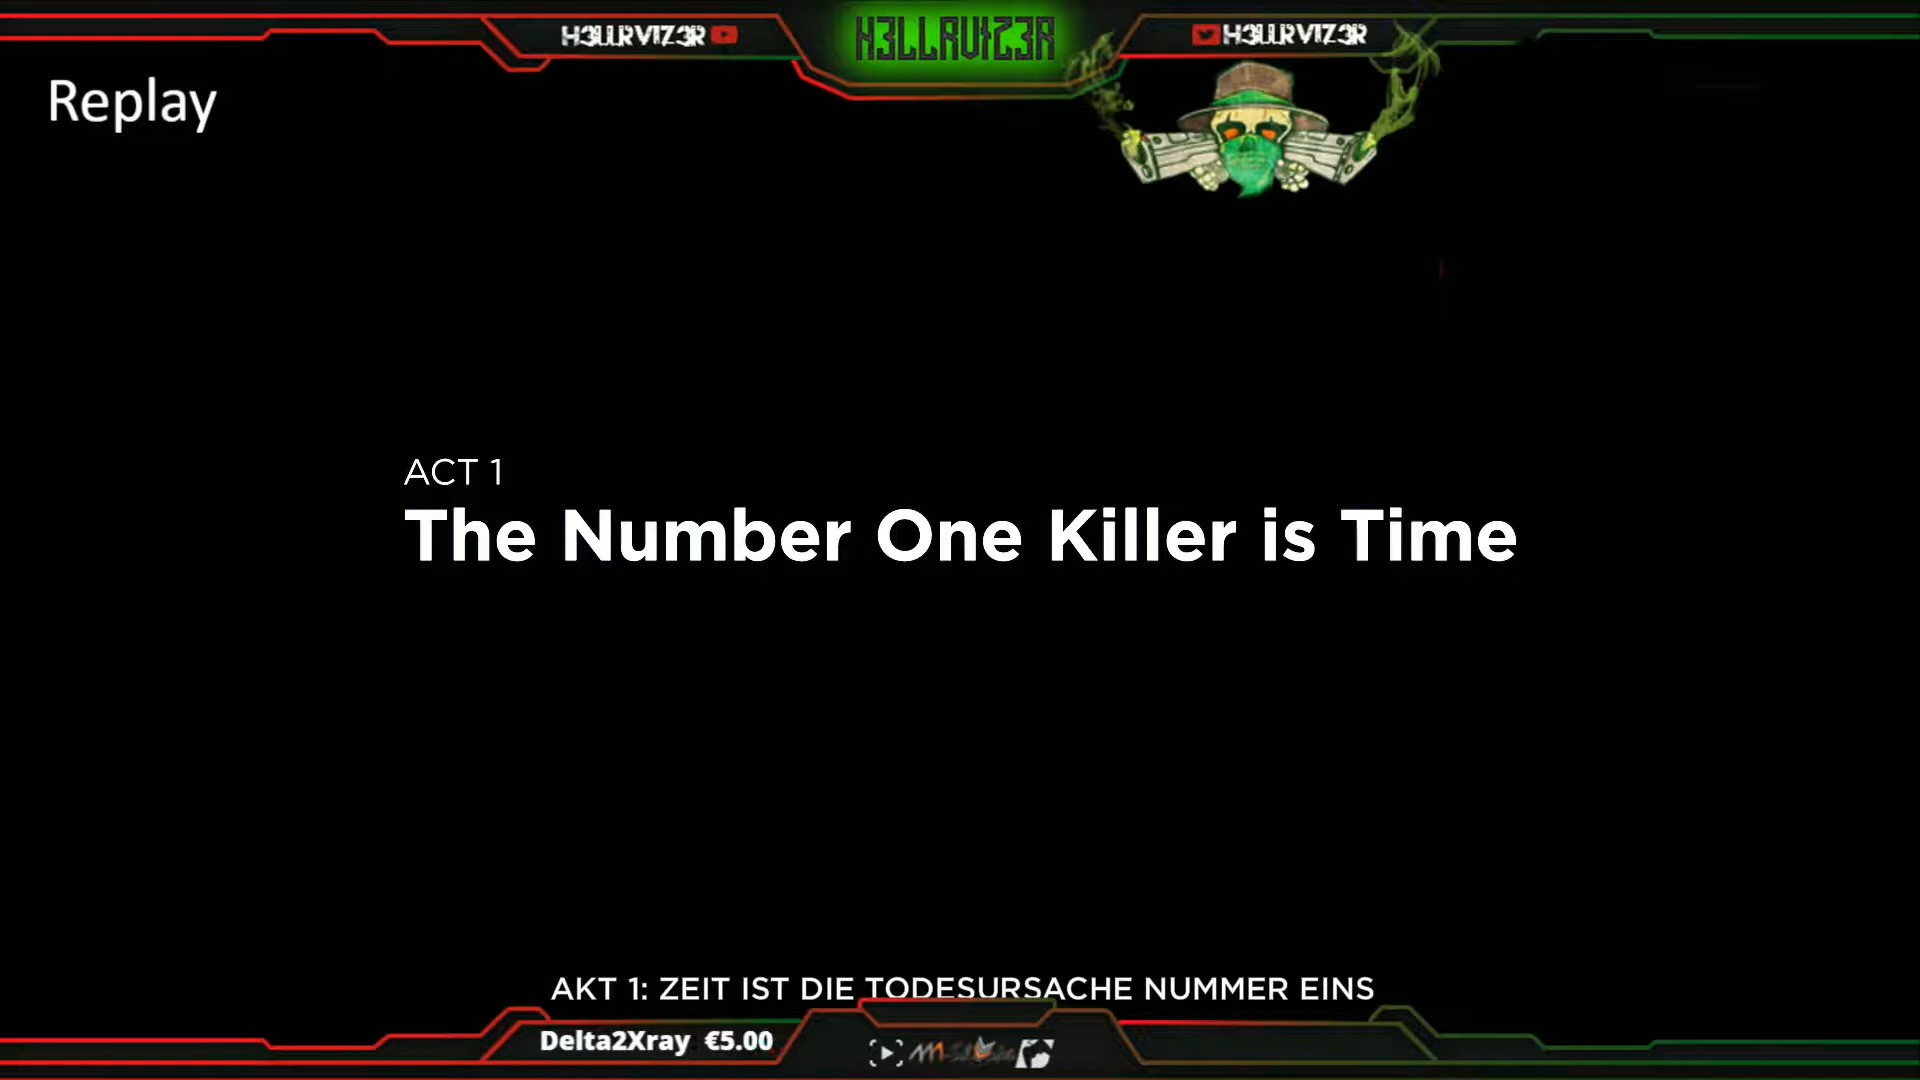 H3LLRVIZ3R
H3LLRVIZ3R
H3LLRVIZ3R
Replay
ACT 1
The Number One Killer is Time
AKT 1: ZEIT IST DIE TODESURSACHE NUMMER EINS
Delta2Xray €5.00